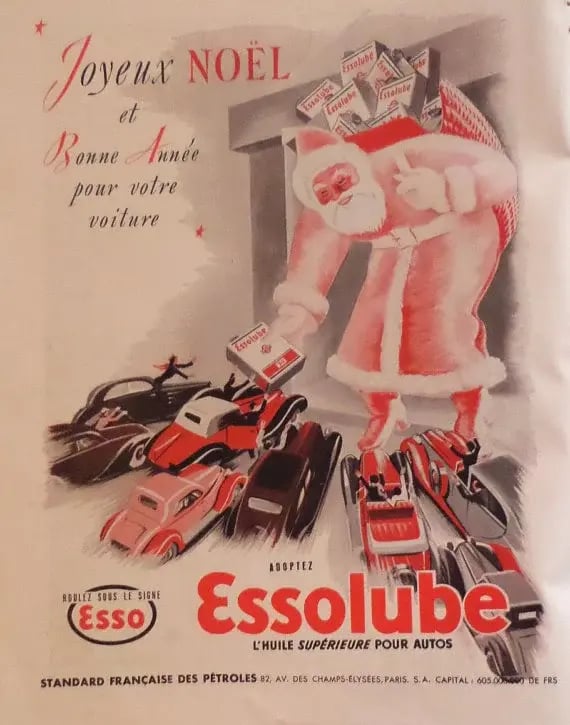 Joyeux NOËL
et
Bonne Année
pour votre
voiture
Essolube
Essolube
Essolube
Essolube
Essolube
ADOPTEZ
ROULEZ SOUS LE SIGNE
Esso
Essolube
L'HUILE SUPÉRIEURE POUR AUTOS
STANDARD FRANÇAISE DES PÉTROLES 82, AV. DES CHAMPS-ÉLYSÉES, PARIS. S.A. CAPITAL : 605.000.000 DE FRS